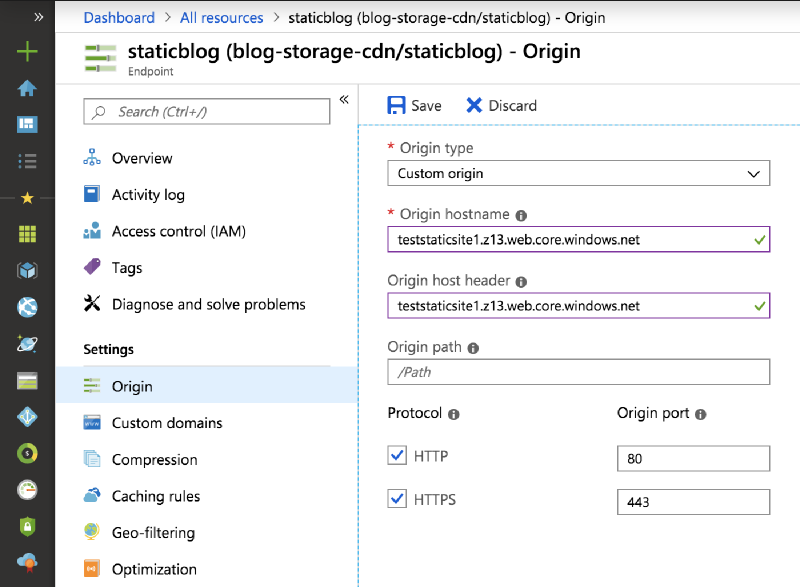 » Dashboard > All resources > staticblog (blog-storage-cdn/staticblog) - Origin
staticblog (blog-storage-cdn/staticblog) - Origin
Endpoint
Search (Ctrl+/)
«
Overview
Activity log
Access control (IAM)
Tags
Diagnose and solve problems
Settings
Origin
Custom domains
Compression
Caching rules
Geo-filtering
Optimization
Save Discard
* Origin type
Custom origin
* Origin hostname
teststaticsite1.z13.web.core.windows.net
Origin host header
teststaticsite1.z13.web.core.windows.net
Origin path
/Path
Protocol Origin port
HTTP 80
HTTPS 443